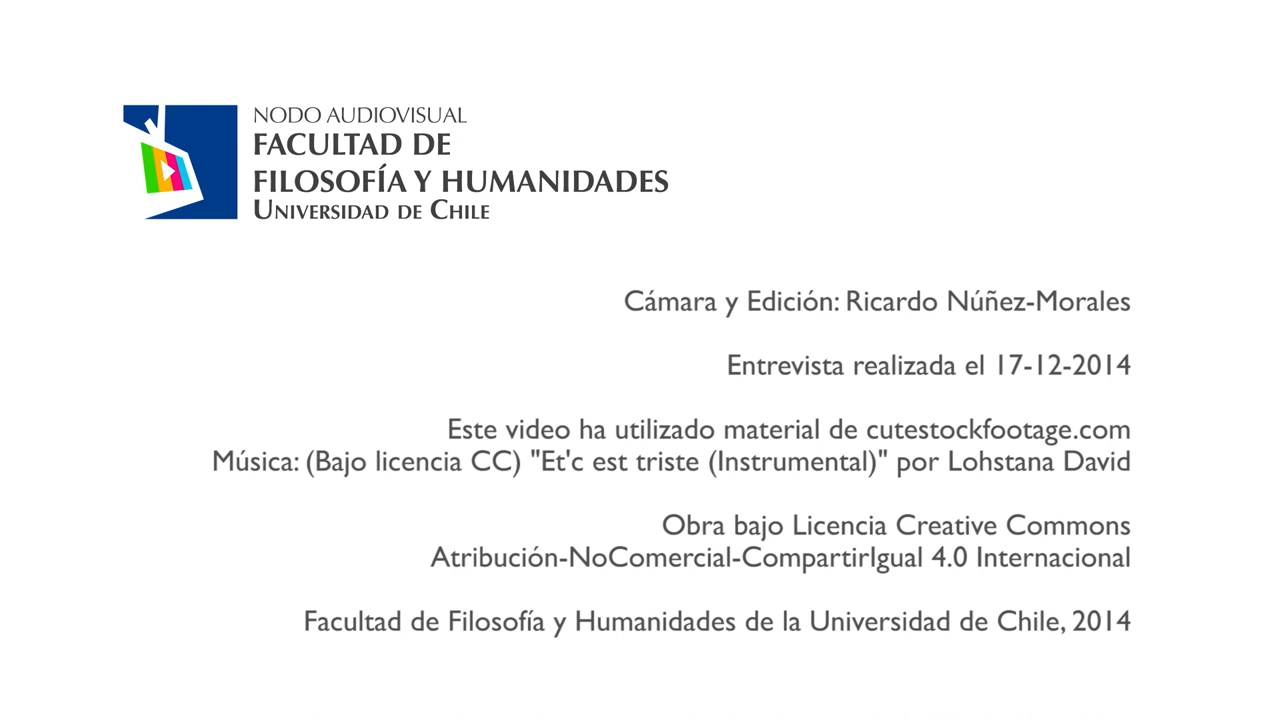 NODO AUDIOVISUAL
FACULTAD DE
FILOSOFÍA Y HUMANIDADES
UNIVERSIDAD DE CHILE
Cámara y Edición: Ricardo Núñez-Morales
Entrevista realizada el 17-12-2014
Este video ha utilizado material de cutestockfootage.com
Música: (Bajo licencia CC) "Et'c est triste (Instrumental)" por Lohstana David
Obra bajo Licencia Creative Commons
Atribución-NoComercial-CompartirIgual 4.0 Internacional
Facultad de Filosofía y Humanidades de la Universidad de Chile, 2014